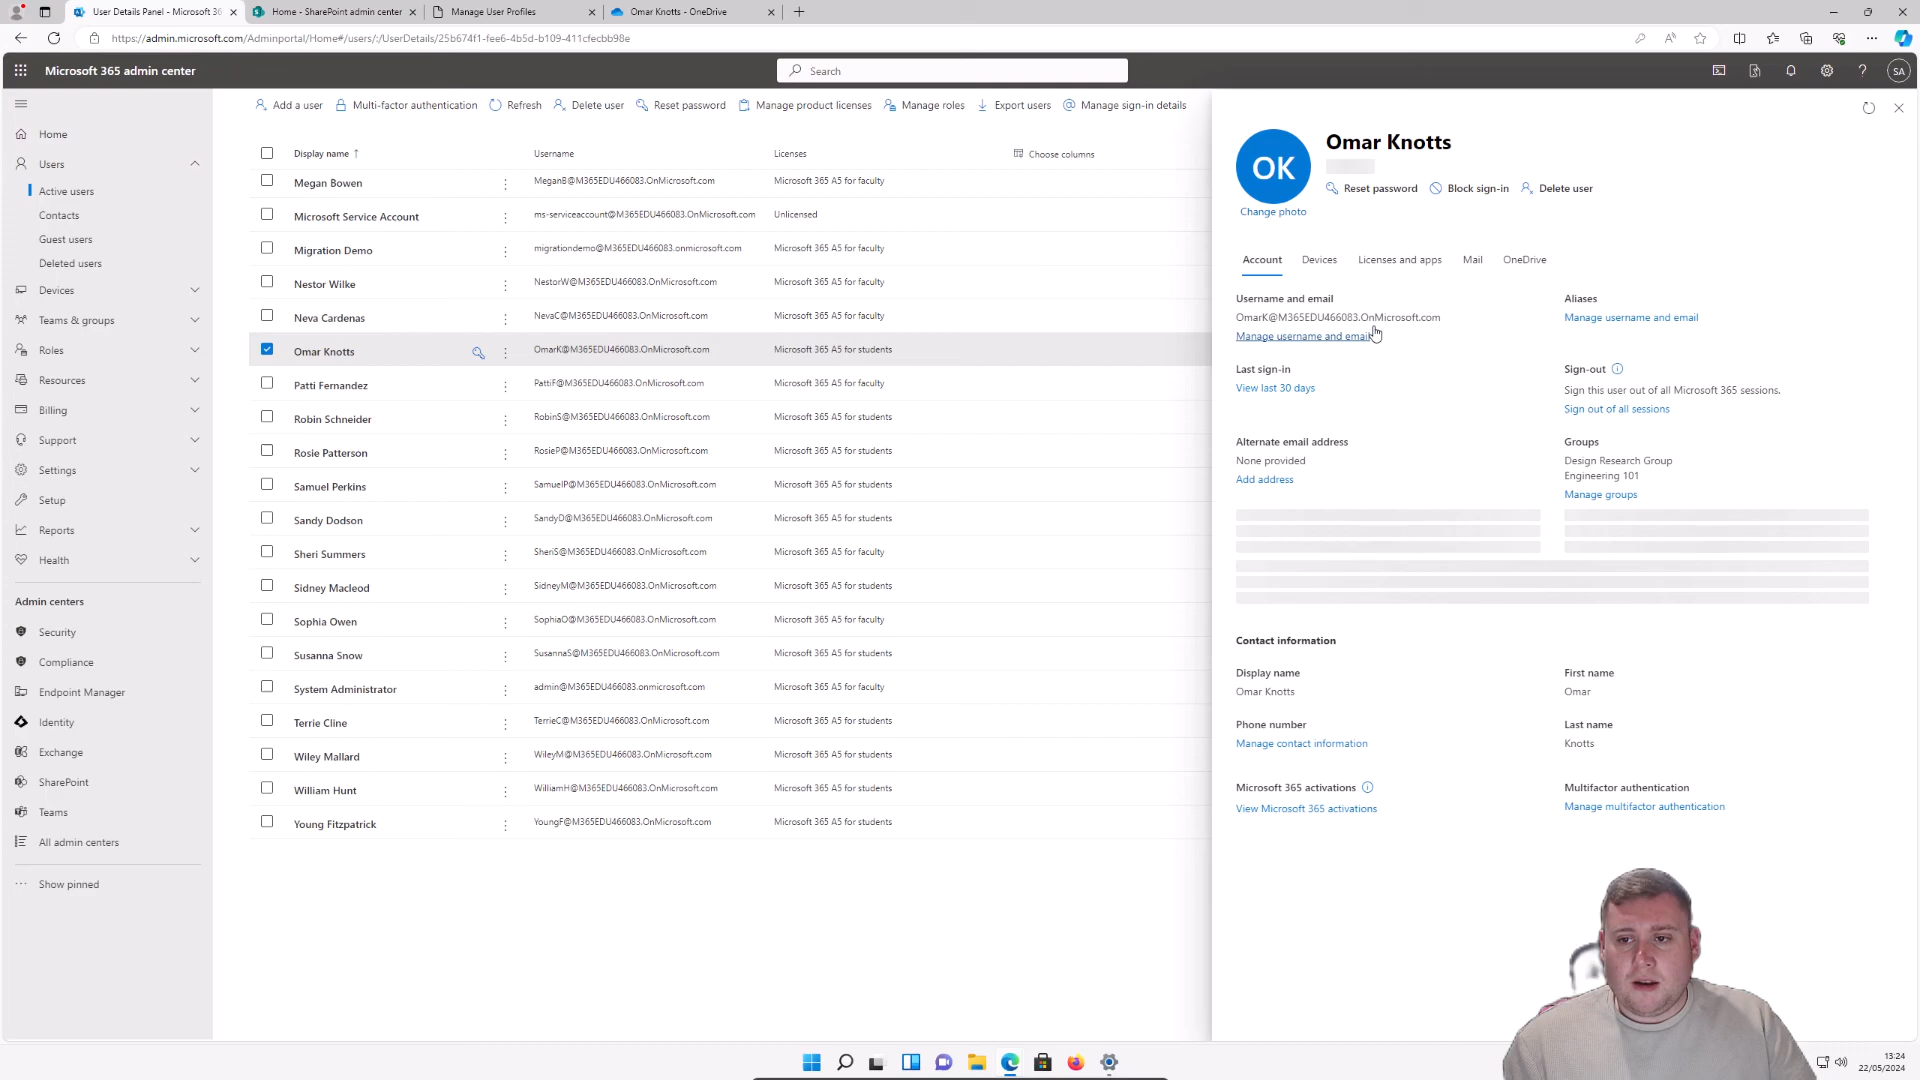 User Details Panel - Microsoft 36
Home - SharePoint admin center
Manage User Profiles
Omar Knotts - OneDrive
https://admin.microsoft.com/Adminportal/Home#/users/:/UserDetails/25b674f1-fee6-4b5d-b109-411cfecbb98e
Microsoft 365 admin center
Search
SA
Add a user
Multi-factor authentication
Refresh
Delete user
Reset password
Manage product licenses
Manage roles
Export users
Manage sign-in details
Home
Users
Active users
Contacts
Guest users
Deleted users
Devices
Teams & groups
Roles
Resources
Billing
Support
Settings
Setup
Reports
Health
Admin centers
Security
Compliance
Endpoint Manager
Identity
Exchange
SharePoint
Teams
All admin centers
Show pinned
Display name ↑ Username Licenses Choose columns
Megan Bowen MeganB@M365EDU466083.OnMicrosoft.com Microsoft 365 A5 for faculty
Microsoft Service Account ms-serviceaccount@M365EDU466083.OnMicrosoft.com Unlicensed
Migration Demo migrationdemo@M365EDU466083.onmicrosoft.com Microsoft 365 A5 for faculty
Nestor Wilke NestorW@M365EDU466083.OnMicrosoft.com Microsoft 365 A5 for faculty
Neva Cardenas NevaC@M365EDU466083.OnMicrosoft.com Microsoft 365 A5 for faculty
Omar Knotts OmarK@M365EDU466083.OnMicrosoft.com Microsoft 365 A5 for students
Patti Fernandez PattiF@M365EDU466083.OnMicrosoft.com Microsoft 365 A5 for faculty
Robin Schneider RobinS@M365EDU466083.OnMicrosoft.com Microsoft 365 A5 for students
Rosie Patterson RosieP@M365EDU466083.OnMicrosoft.com Microsoft 365 A5 for students
Samuel Perkins SamuelP@M365EDU466083.OnMicrosoft.com Microsoft 365 A5 for students
Sandy Dodson SandyD@M365EDU466083.OnMicrosoft.com Microsoft 365 A5 for students
Sheri Summers SheriS@M365EDU466083.OnMicrosoft.com Microsoft 365 A5 for faculty
Sidney Macleod SidneyM@M365EDU466083.OnMicrosoft.com Microsoft 365 A5 for students
Sophia Owen SophiaO@M365EDU466083.OnMicrosoft.com Microsoft 365 A5 for faculty
Susanna Snow SusannaS@M365EDU466083.OnMicrosoft.com Microsoft 365 A5 for students
System Administrator admin@M365EDU466083.onmicrosoft.com Microsoft 365 A5 for faculty
Terrie Cline TerrieC@M365EDU466083.OnMicrosoft.com Microsoft 365 A5 for students
Wiley Mallard WileyM@M365EDU466083.OnMicrosoft.com Microsoft 365 A5 for students
William Hunt WilliamH@M365EDU466083.OnMicrosoft.com Microsoft 365 A5 for students
Young Fitzpatrick YoungF@M365EDU466083.OnMicrosoft.com Microsoft 365 A5 for students
OK
Omar Knotts
Reset password
Block sign-in
Delete user
Change photo
Account
Devices
Licenses and apps
Mail
OneDrive
Username and email
OmarK@M365EDU466083.OnMicrosoft.com
Manage username and email
Aliases
Manage username and email
Last sign-in
View last 30 days
Sign-out
Sign this user out of all Microsoft 365 sessions.
Sign out of all sessions
Alternate email address
None provided
Add address
Groups
Design Research Group
Engineering 101
Manage groups
Contact information
Display name
Omar Knotts
First name
Omar
Phone number
Manage contact information
Last name
Knotts
Microsoft 365 activations
View Microsoft 365 activations
Multifactor authentication
Manage multifactor authentication
13:24
22/05/2024